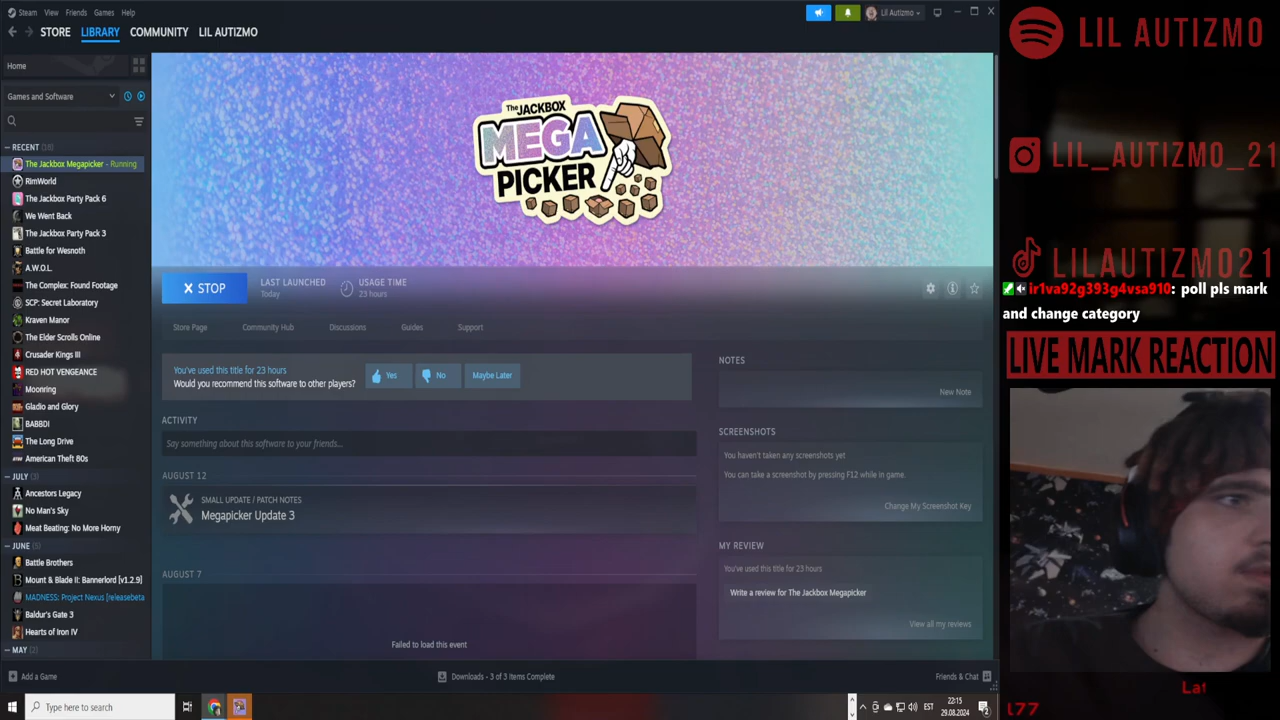 Steam View Friends Games Help
Lil Autizmo
STORE LIBRARY COMMUNITY LIL AUTIZMO
Home
Games and Software
RECENT (18)
The Jackbox Megapicker - Running
RimWorld
The Jackbox Party Pack 6
We Went Back
The Jackbox Party Pack 3
Battle for Wesnoth
A.W.O.L.
The Complex: Found Footage
SCP: Secret Laboratory
Kraven Manor
The Elder Scrolls Online
Crusader Kings III
RED HOT VENGEANCE
Moonring
Gladio and Glory
BABBDI
The Long Drive
American Theft 80s
JULY (3)
Ancestors Legacy
No Man's Sky
Meat Beating: No More Horny
JUNE (5)
Battle Brothers
Mount & Blade II: Bannerlord [v1.2.9]
MADNESS: Project Nexus [releasebeta
Baldur's Gate 3
Hearts of Iron IV
MAY (2)
Add a Game
The JACKBOX
MEGA
PICKER
STOP
LAST LAUNCHED
Today
USAGE TIME
23 hours
Store Page Community Hub Discussions Guides Support
You've used this title for 23 hours
Would you recommend this software to other players?
Yes No Maybe Later
ACTIVITY
Say something about this software to your friends...
AUGUST 12
SMALL UPDATE / PATCH NOTES
Megapicker Update 3
AUGUST 7
Failed to load this event
NOTES
New Note
SCREENSHOTS
You haven't taken any screenshots yet
You can take a screenshot by pressing F12 while in game.
Change My Screenshot Key
MY REVIEW
You've used this title for 23 hours
Write a review for The Jackbox Megapicker
View all my reviews
Downloads - 3 of 3 Items Complete
Friends & Chat
Type here to search
EST
22:15
29.08.2024
2
LIL AUTIZMO
LIL_AUTIZMO_21
LILAUTIZMO21
ir1va92g393g4vsa910: poll pls mark
and change category
LIVE MARK REACTION
Lat
177